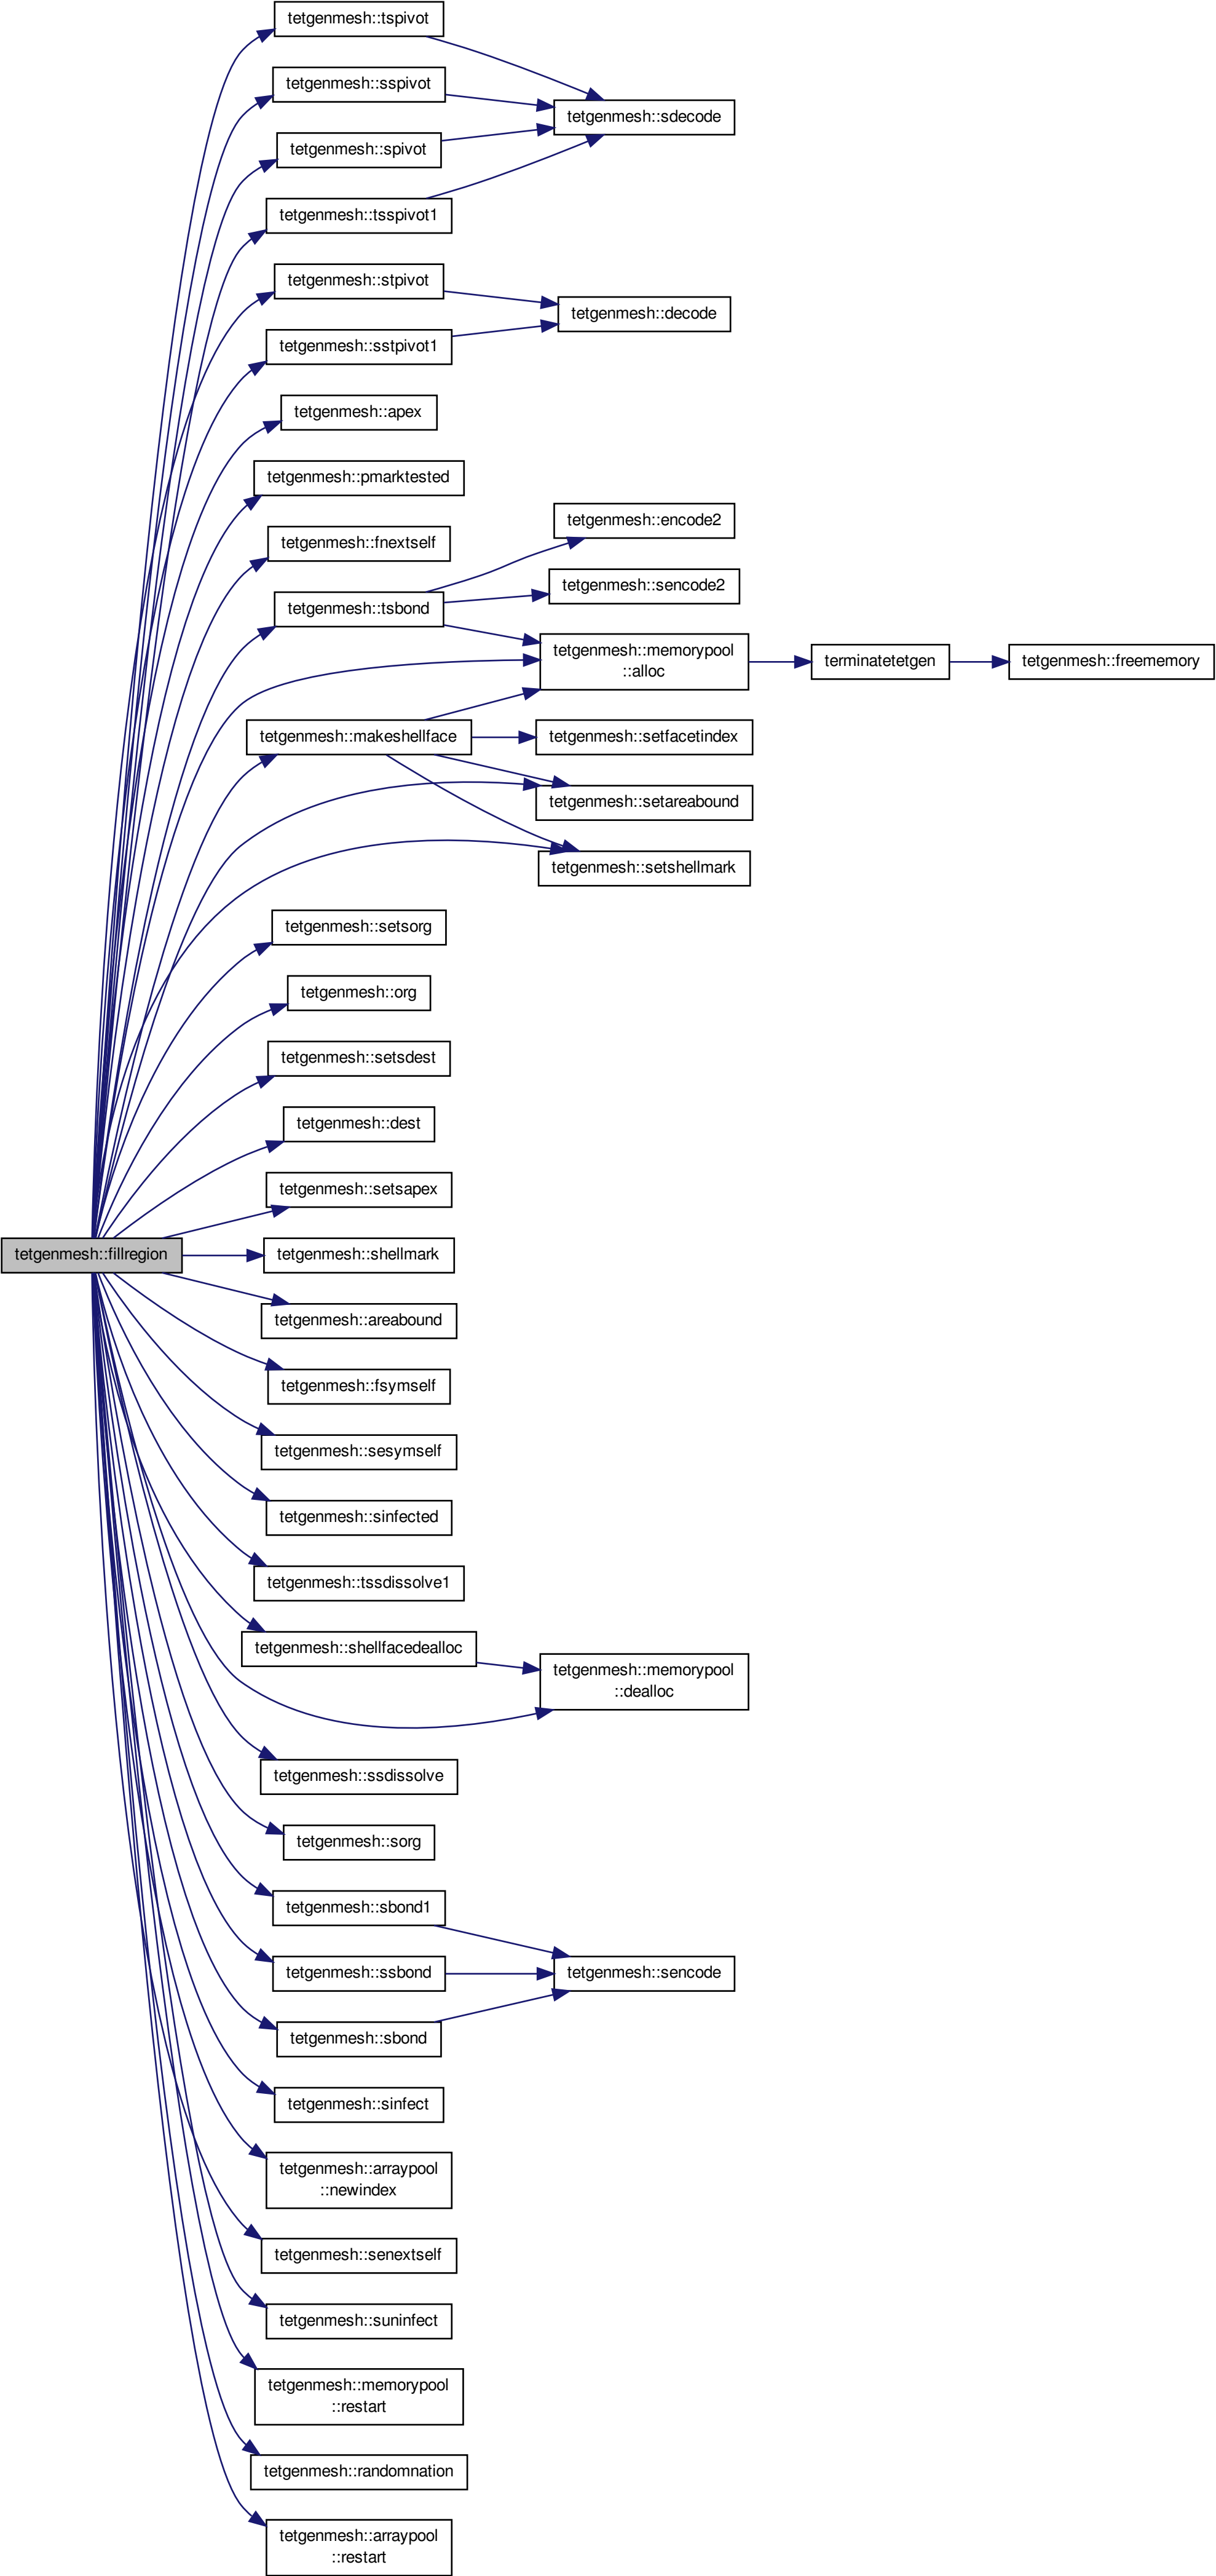 tetgenmesh::tspivot
tetgenmesh::sspivot
tetgenmesh::sdecode
tetgenmesh::spivot
tetgenmesh::tsspivot1
tetgenmesh::stpivot
tetgenmesh::decode
tetgenmesh::sstpivot1
tetgenmesh::apex
tetgenmesh::pmarktested
tetgenmesh::encode2
tetgenmesh::fnextself
tetgenmesh::sencode2
tetgenmesh::tsbond
tetgenmesh::memorypool
::alloc
terminatetetgen
tetgenmesh::freememory
tetgenmesh::makeshellface
tetgenmesh::setfacetindex
tetgenmesh::setareabound
tetgenmesh::setshellmark
tetgenmesh::setsorg
tetgenmesh::org
tetgenmesh::setsdest
tetgenmesh::dest
tetgenmesh::setsapex
tetgenmesh::fillregion
tetgenmesh::shellmark
tetgenmesh::areabound
tetgenmesh::fsymself
tetgenmesh::sesymself
tetgenmesh::sinfected
tetgenmesh::tssdissolve1
tetgenmesh::shellfacedealloc
tetgenmesh::memorypool
::dealloc
tetgenmesh::ssdissolve
tetgenmesh::sorg
tetgenmesh::sbond1
tetgenmesh::ssbond
tetgenmesh::sencode
tetgenmesh::sbond
tetgenmesh::sinfect
tetgenmesh::arraypool
::newindex
tetgenmesh::senextself
tetgenmesh::suninfect
tetgenmesh::memorypool
::restart
tetgenmesh::randomnation
tetgenmesh::arraypool
::restart